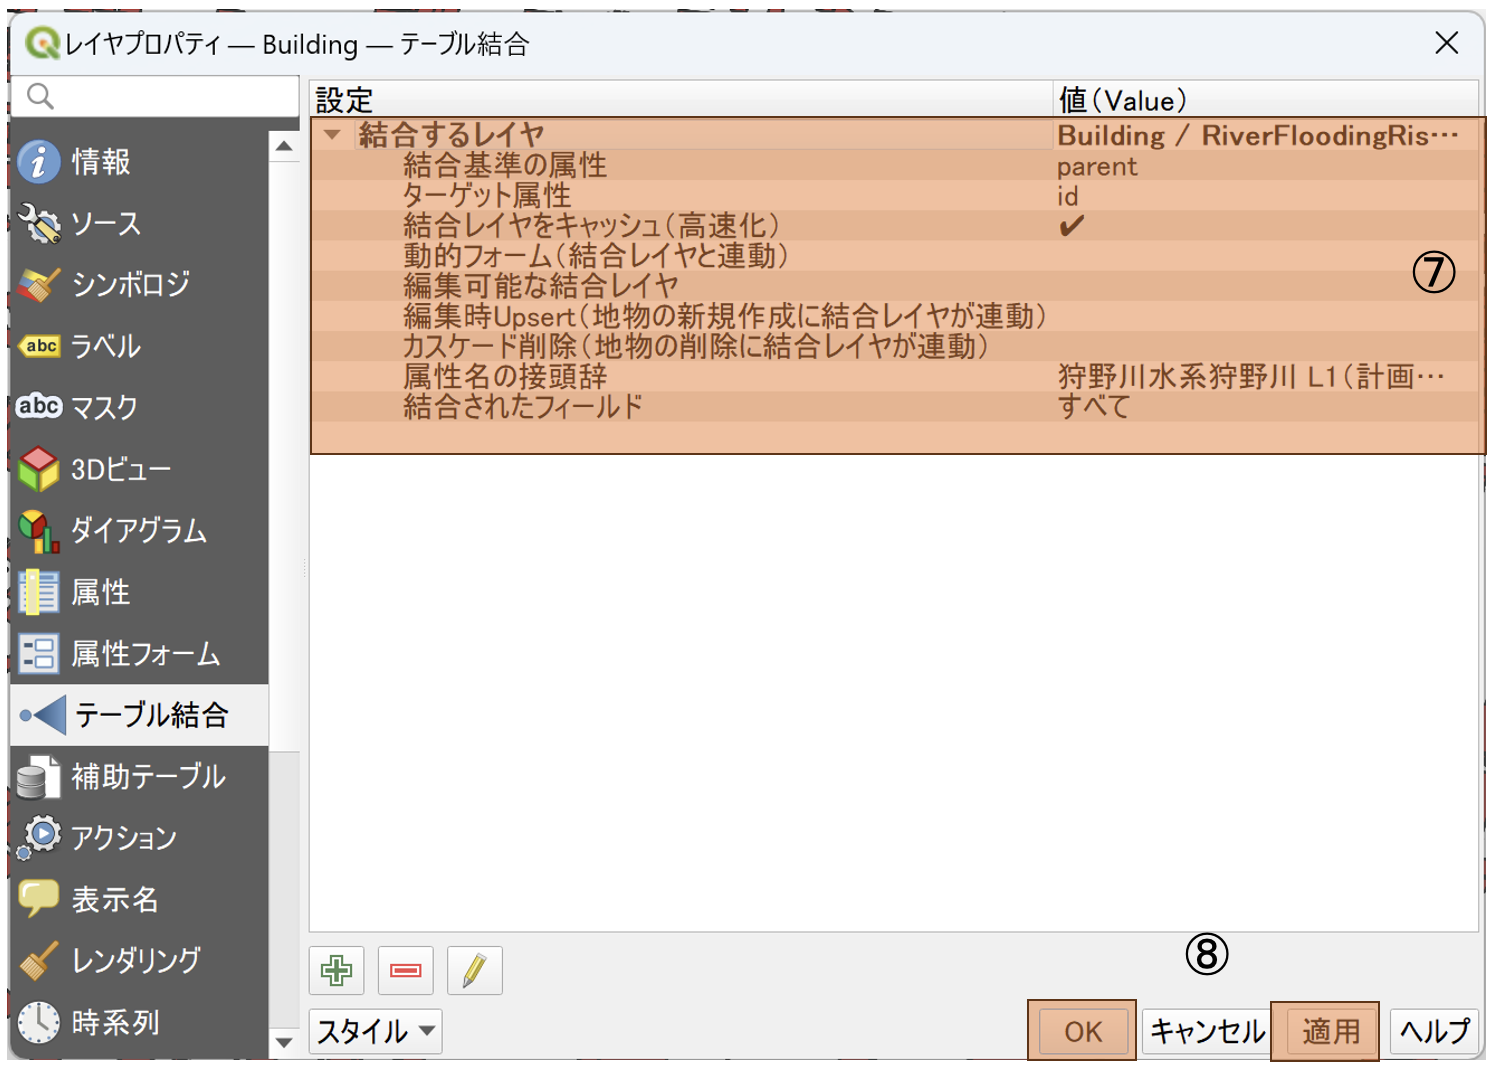 レイヤプロパティ — Building — テーブル結合
設定 値(Value)
結合するレイヤ Building / RiverFloodingRis…
結合基準の属性 parent
ターゲット属性 id
結合レイヤをキャッシュ(高速化) ✔
動的フォーム(結合レイヤと連動)
編集可能な結合レイヤ
編集時Upsert(地物の新規作成に結合レイヤが連動)
カスケード削除(地物の削除に結合レイヤが連動)
属性名の接頭辞 狩野川水系狩野川 L1(計画…
結合されたフィールド すべて
⑦
情報
ソース
シンボロジ
abc ラベル
abc マスク
3Dビュー
ダイアグラム
属性
属性フォーム
テーブル結合
補助テーブル
アクション
表示名
レンダリング
時系列
⑧
スタイル OK キャンセル 適用 ヘルプ